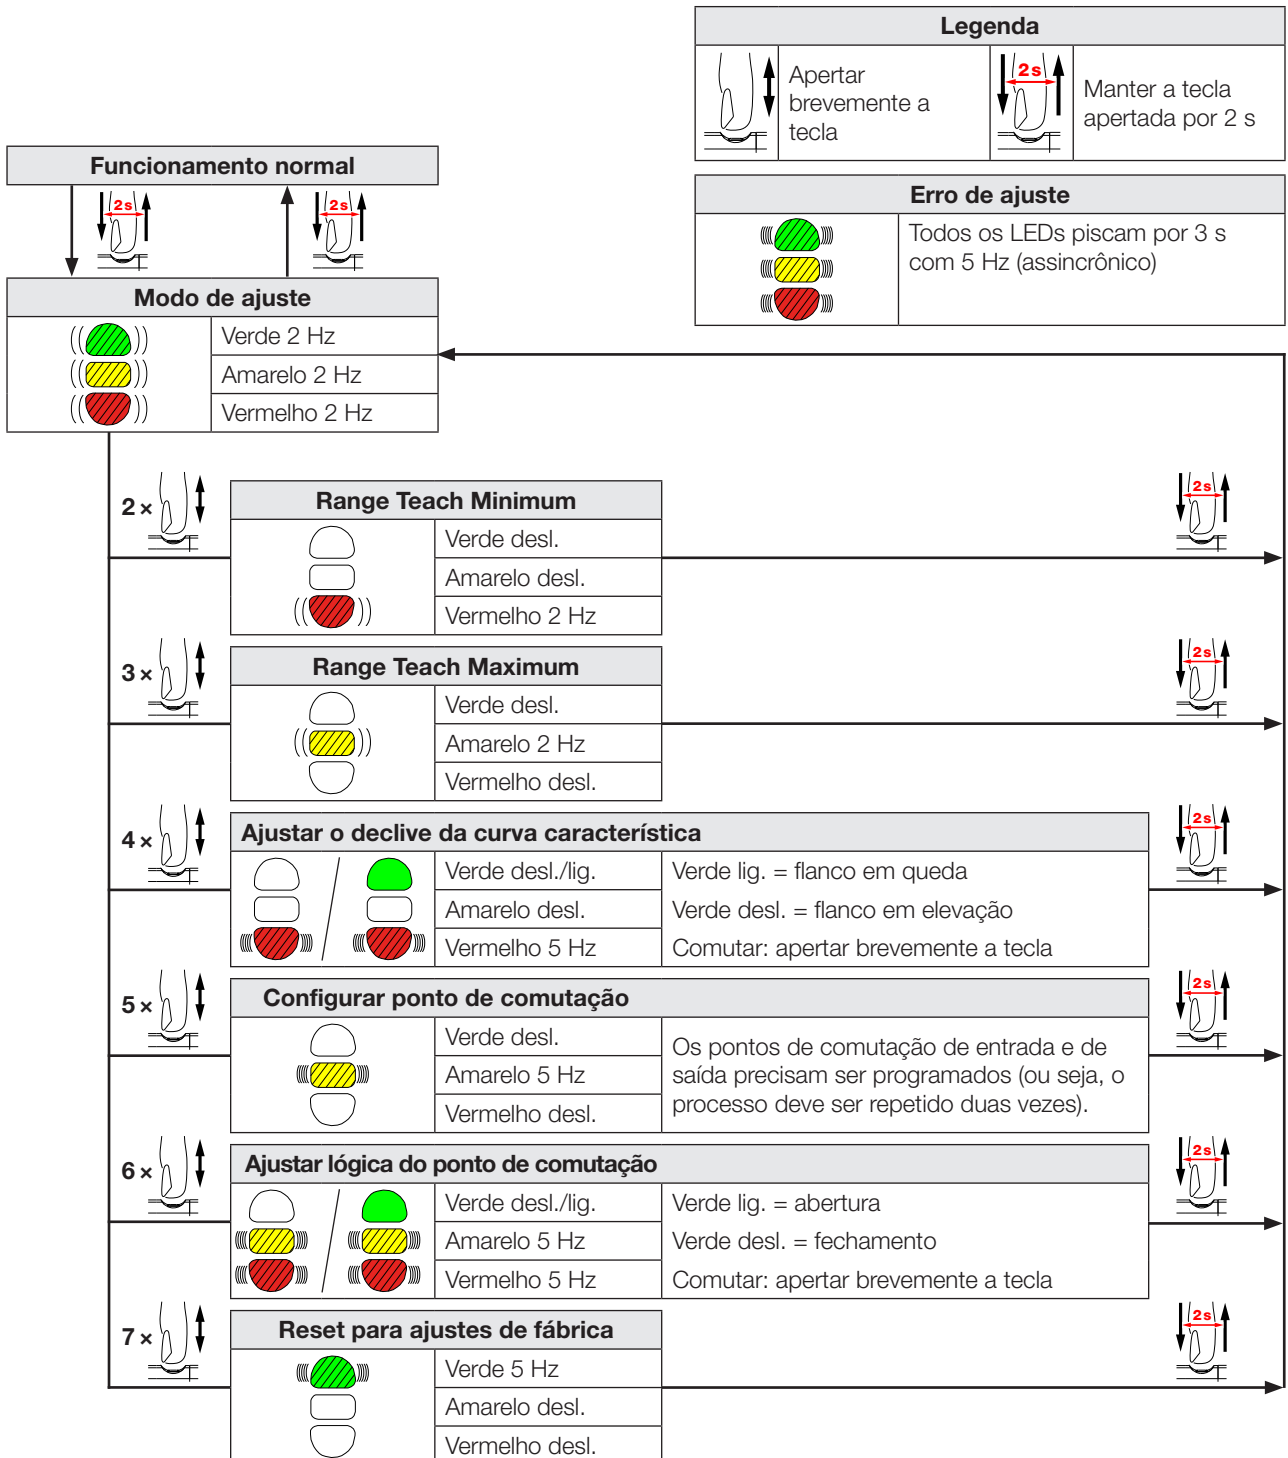 Legenda
Apertar
brevemente a
tecla
2s
Manter a tecla
apertada por 2 s
Funcionamento normal
2s
2s
Erro de ajuste
Todos os LEDs piscam por 3 s
com 5 Hz (assincrônico)
Modo de ajuste
Verde 2 Hz
Amarelo 2 Hz
Vermelho 2 Hz
2 ×
Range Teach Minimum
Verde desl.
Amarelo desl.
Vermelho 2 Hz
2s
3 ×
Range Teach Maximum
Verde desl.
Amarelo 2 Hz
Vermelho desl.
2s
4 ×
Ajustar o declive da curva característica
Verde desl./lig.
Verde lig. = flanco em queda
Amarelo desl.
Verde desl. = flanco em elevação
Vermelho 5 Hz
Comutar: apertar brevemente a tecla
2s
5 ×
Configurar ponto de comutação
Verde desl.
Amarelo 5 Hz
Vermelho desl.
Os pontos de comutação de entrada e de
saída precisam ser programados (ou seja, o
processo deve ser repetido duas vezes).
2s
6 ×
Ajustar lógica do ponto de comutação
Verde desl./lig.
Verde lig. = abertura
Amarelo 5 Hz
Verde desl. = fechamento
Vermelho 5 Hz
Comutar: apertar brevemente a tecla
2s
7 ×
Reset para ajustes de fábrica
Verde 5 Hz
Amarelo desl.
Vermelho desl.
2s